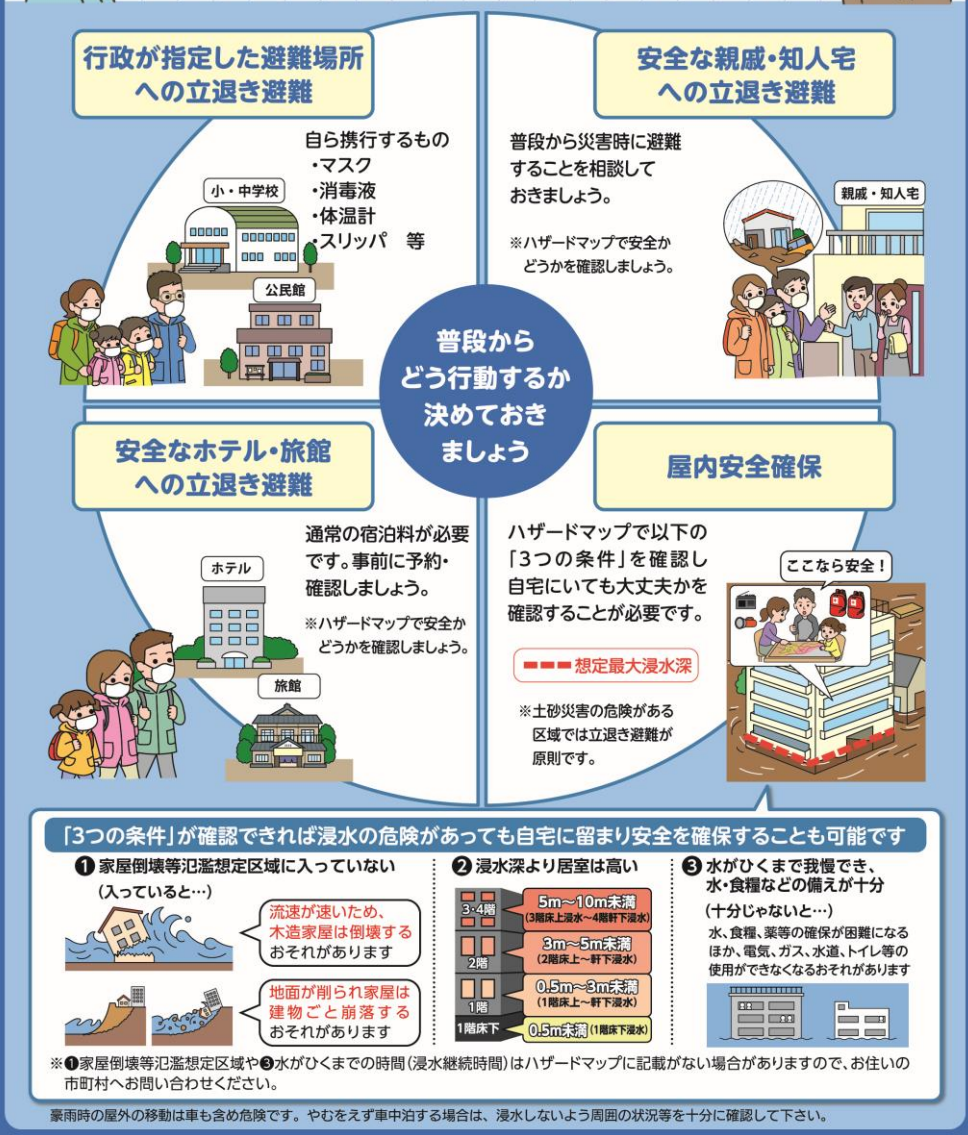 行政が指定した避難場所
への立退き避難
自ら携行するもの
・マスク
・消毒液
・体温計
・スリッパ 等
小・中学校
公民館
安全な親戚・知人宅
への立退き避難
普段から災害時に避難
することを相談して
おきましょう。
※ハザードマップで安全か
どうかを確認しましょう。
親戚・知人宅
普段から
どう行動するか
決めておき
ましょう
安全なホテル・旅館
への立退き避難
通常の宿泊料が必要
です。事前に予約・
確認しましょう。
※ハザードマップで安全か
どうかを確認しましょう。
ホテル
旅館
屋内安全確保
ハザードマップで以下の
「3つの条件」を確認し
自宅にいても大丈夫かを
確認することが必要です。
想定最大浸水深
※土砂災害の危険がある
区域では立退き避難が
原則です。
ここなら安全!
「3つの条件」が確認できれば浸水の危険があっても自宅に留まり安全を確保することも可能です
❶家屋倒壊等氾濫想定区域に入っていない
(入っていると…)
流速が速いため、
木造家屋は倒壊する
おそれがあります
地面が削られ家屋は
建物ごと崩落する
おそれがあります
❷浸水深より居室は高い
3・4階
5m〜10m未満
(3階床上浸水〜4階軒下浸水)
2階
3m〜5m未満
(2階床上〜軒下浸水)
1階
0.5m〜3m未満
(1階床上〜軒下浸水)
1階床下
0.5m未満(1階床下浸水)
❸水がひくまで我慢でき、
水・食糧などの備えが十分
(十分じゃないと…)
水、食糧、薬等の確保が困難になる
ほか、電気、ガス、水道、トイレ等の
使用ができなくなるおそれがあります
※❶家屋倒壊等氾濫想定区域や❸水がひくまでの時間(浸水継続時間)はハザードマップに記載がない場合がありますので、お住いの
市町村へお問い合わせください。
豪雨時の屋外の移動は車も含め危険です。やむをえず車中泊する場合は、浸水しないよう周囲の状況等を十分に確認して下さい。